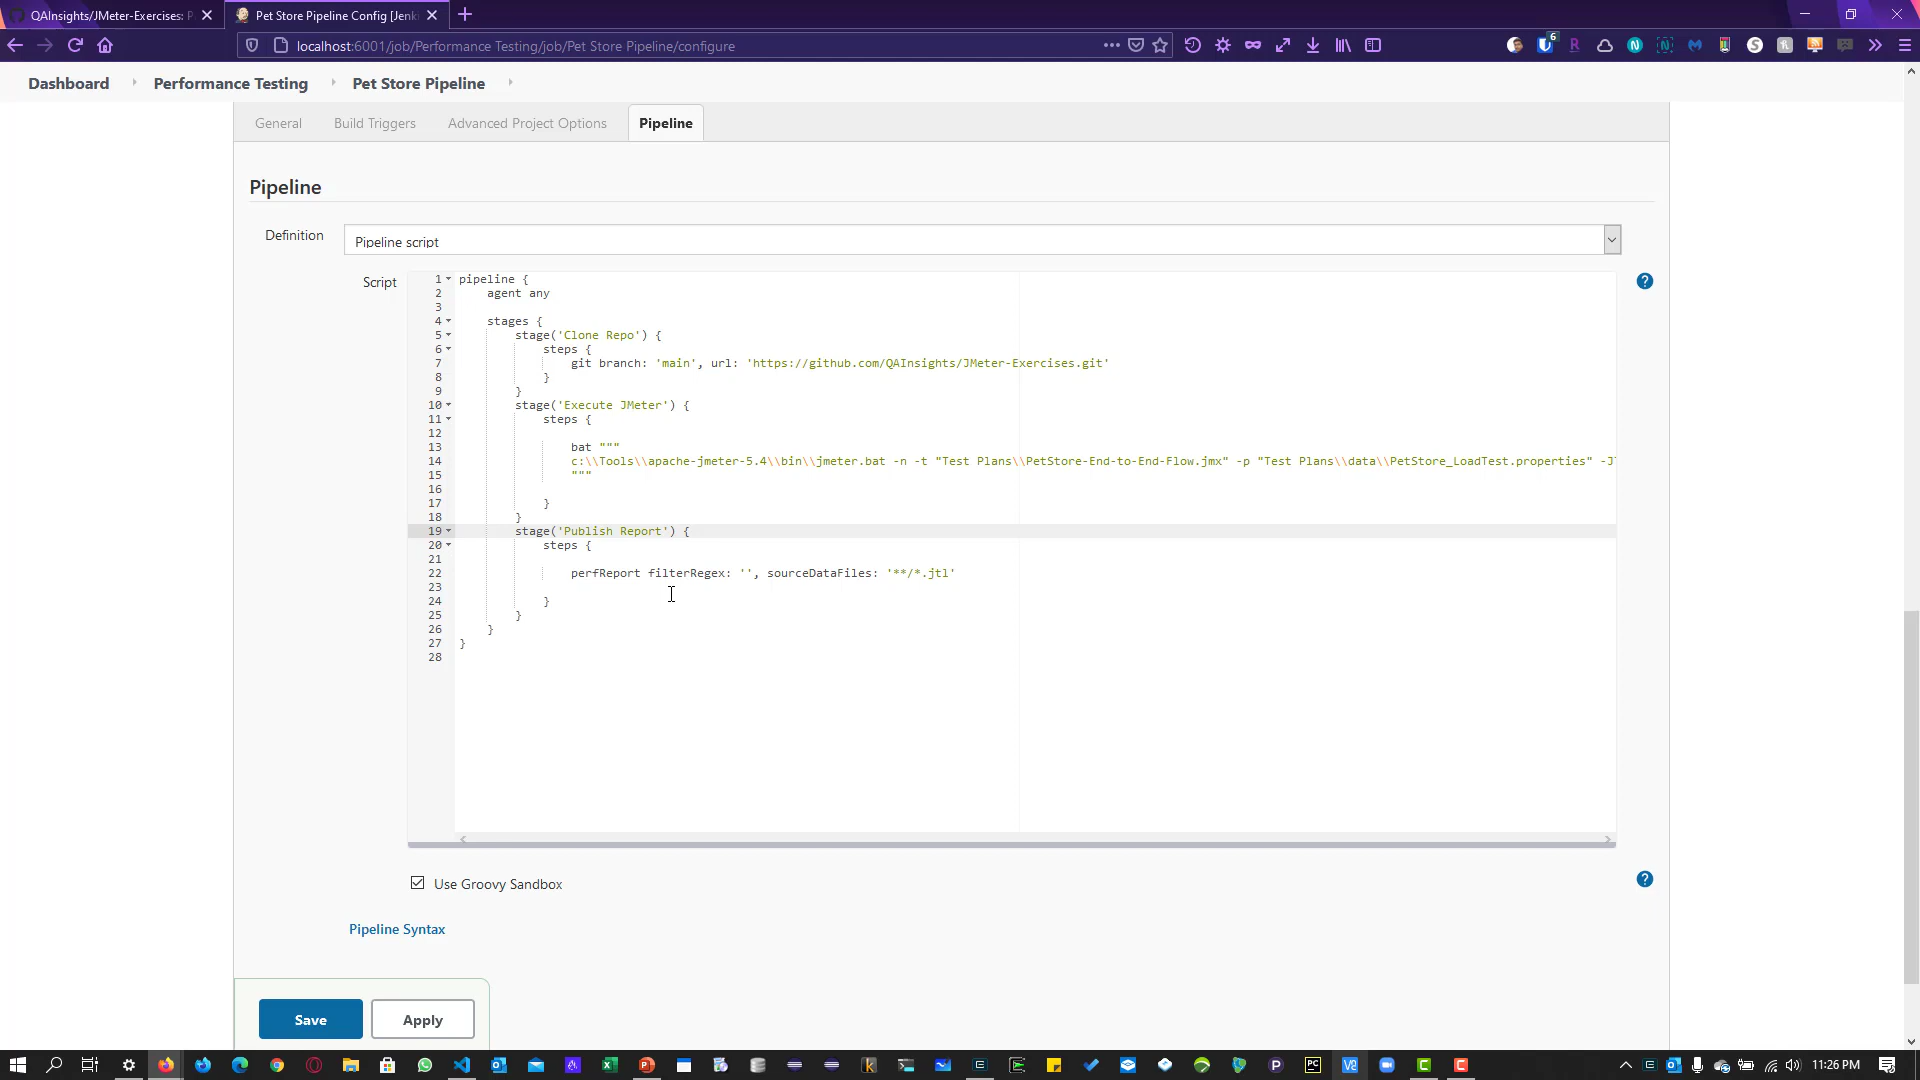 QAInsights/JMeter-Exercises: P
Pet Store Pipeline Config [Jenki
localhost:6001/job/Performance Testing/job/Pet Store Pipeline/configure
6
Dashboard
Performance Testing
Pet Store Pipeline
General
Build Triggers
Advanced Project Options
Pipeline
Pipeline
Definition
Pipeline script
Script
1 pipeline {
2 agent any
3
4 stages {
5 stage('Clone Repo') {
6 steps {
7 git branch: 'main', url: 'https://github.com/QAInsights/JMeter-Exercises.git'
8 }
9 }
10 stage('Execute JMeter') {
11 steps {
12
13 bat """
14 c:\\Tools\\apache-jmeter-5.4\\bin\\jmeter.bat -n -t "Test Plans\\PetStore-End-to-End-Flow.jmx" -p "Test Plans\\data\\PetStore_LoadTest.properties" -J
15 """
16
17 }
18 }
19 stage('Publish Report') {
20 steps {
21
22 perfReport filterRegex: '', sourceDataFiles: '**/*.jtl'
23
24 }
25 }
26 }
27 }
28
Use Groovy Sandbox
Pipeline Syntax
Save
Apply
11:26 PM